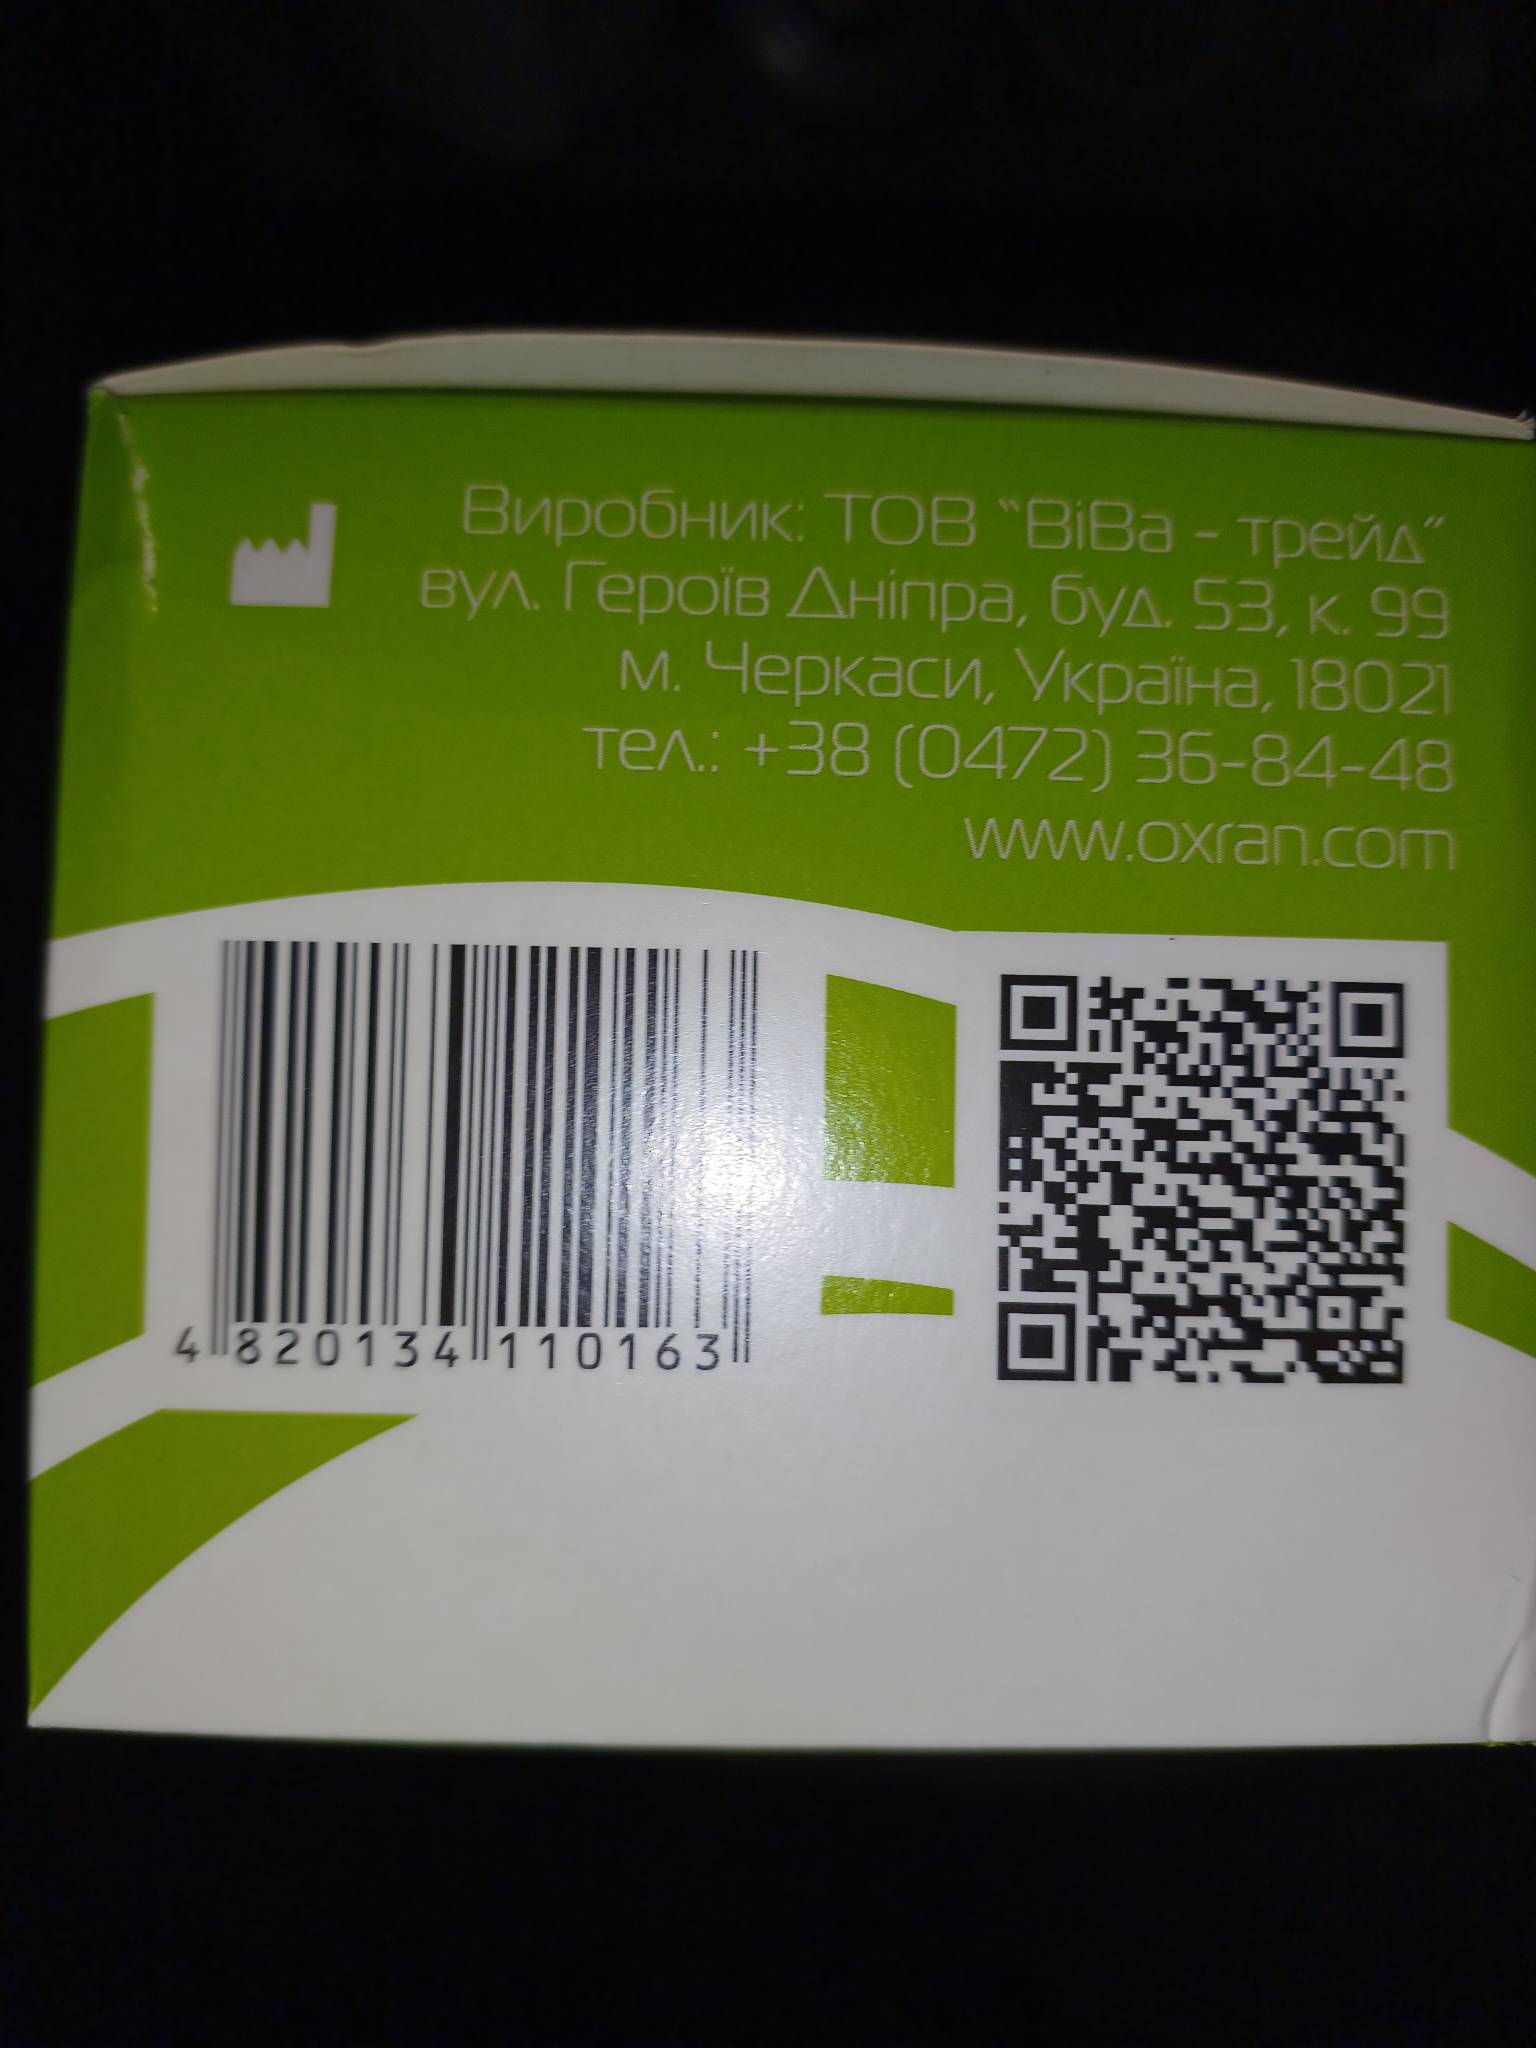 Виробник: ТОВ “ВіВа - трейд”
вул. Героїв Дніпра, буд. 53, к. 99
м. Черкаси, Україна, 18021
тел.: +38 (0472) 36-84-48
www.oxran.com
4 820134 110163